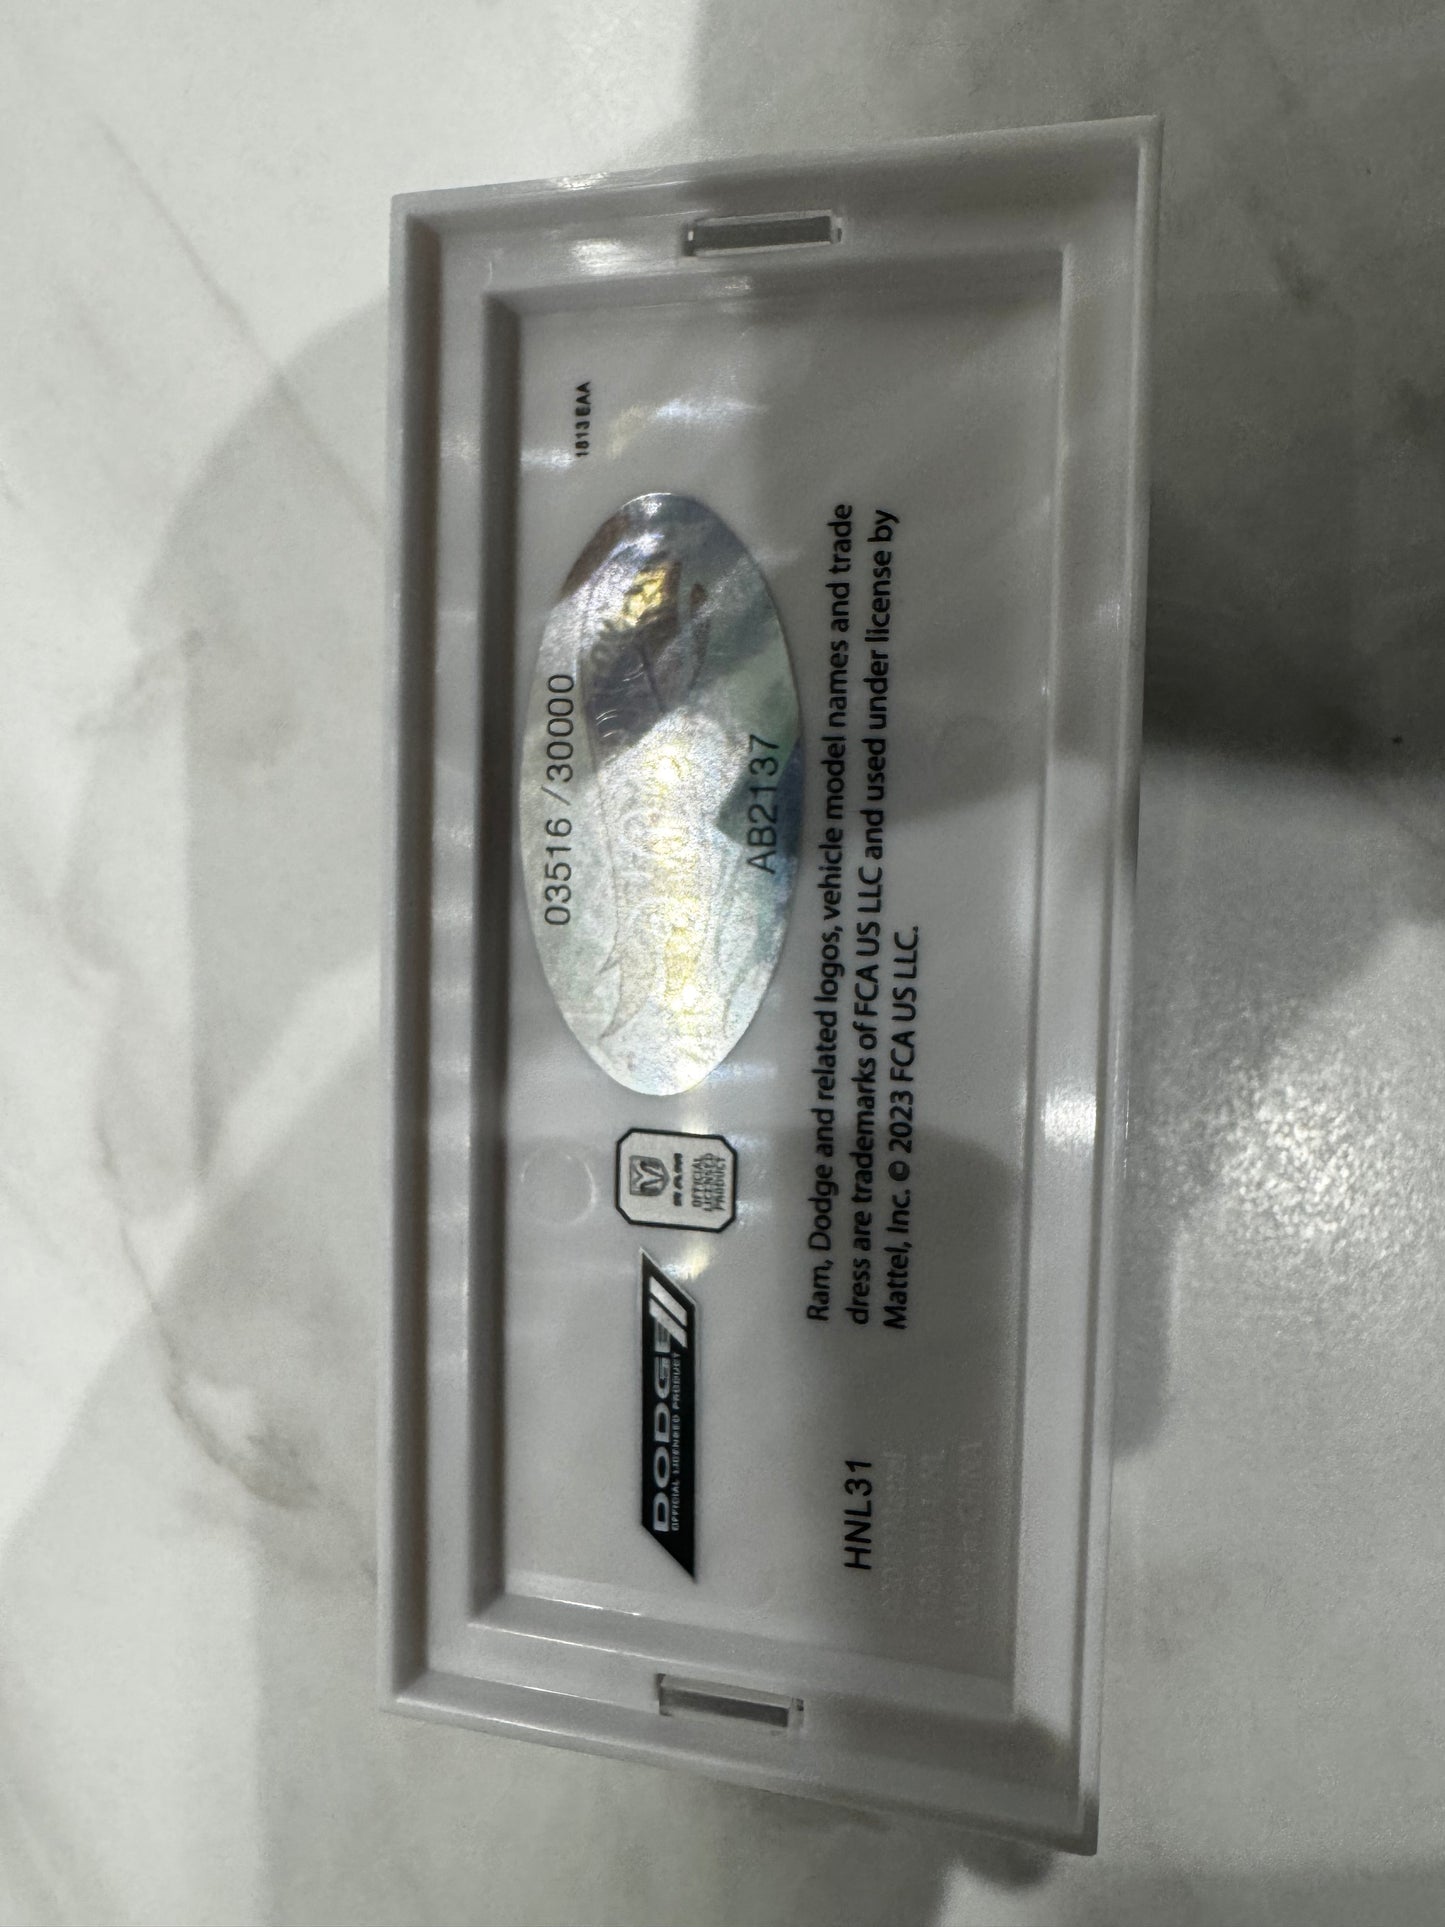 1813 EAA
03516 / 30000
AB2137
DODGE
OFFICIAL LICENSED PRODUCT
RAM
OFFICIAL
LICENSED
PRODUCT
Ram, Dodge and related logos, vehicle model names and trade
dress are trademarks of FCA US LLC and used under license by
Mattel, Inc. © 2023 FCA US LLC.
HNL31